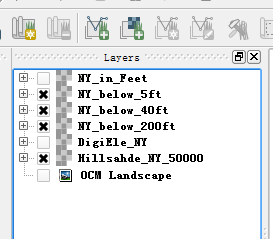 Layers
NY_in_Feet
NY_below_5ft
NY_below_40ft
NY_below_200ft
DigiEle_NY
Hillsahde_NY_50000
OCM Landscape